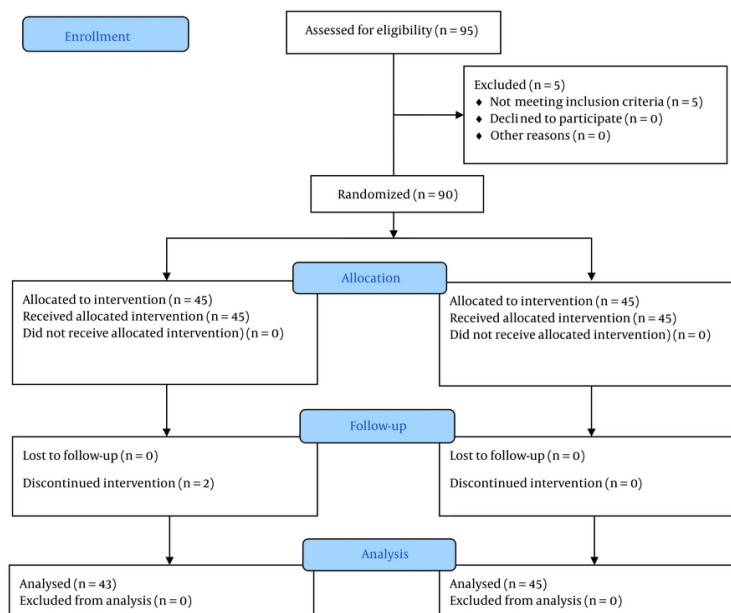 Enrollment
Assessed for eligibility (n = 95)
Excluded (n = 5)
♦ Not meeting inclusion criteria (n = 5)
♦ Declined to participate (n = 0)
♦ Other reasons (n = 0)
Randomized (n = 90)
Allocation
Allocated to intervention (n = 45)
Received allocated intervention (n = 45)
Did not receive allocated intervention) (n = 0)
Allocated to intervention (n = 45)
Received allocated intervention (n = 45)
Did not receive allocated intervention) (n = 0)
Follow-up
Lost to follow-up (n = 0)
Discontinued intervention (n = 2)
Lost to follow-up (n = 0)
Discontinued intervention (n = 0)
Analysis
Analysed (n = 43)
Excluded from analysis (n = 0)
Analysed (n = 45)
Excluded from analysis (n = 0)